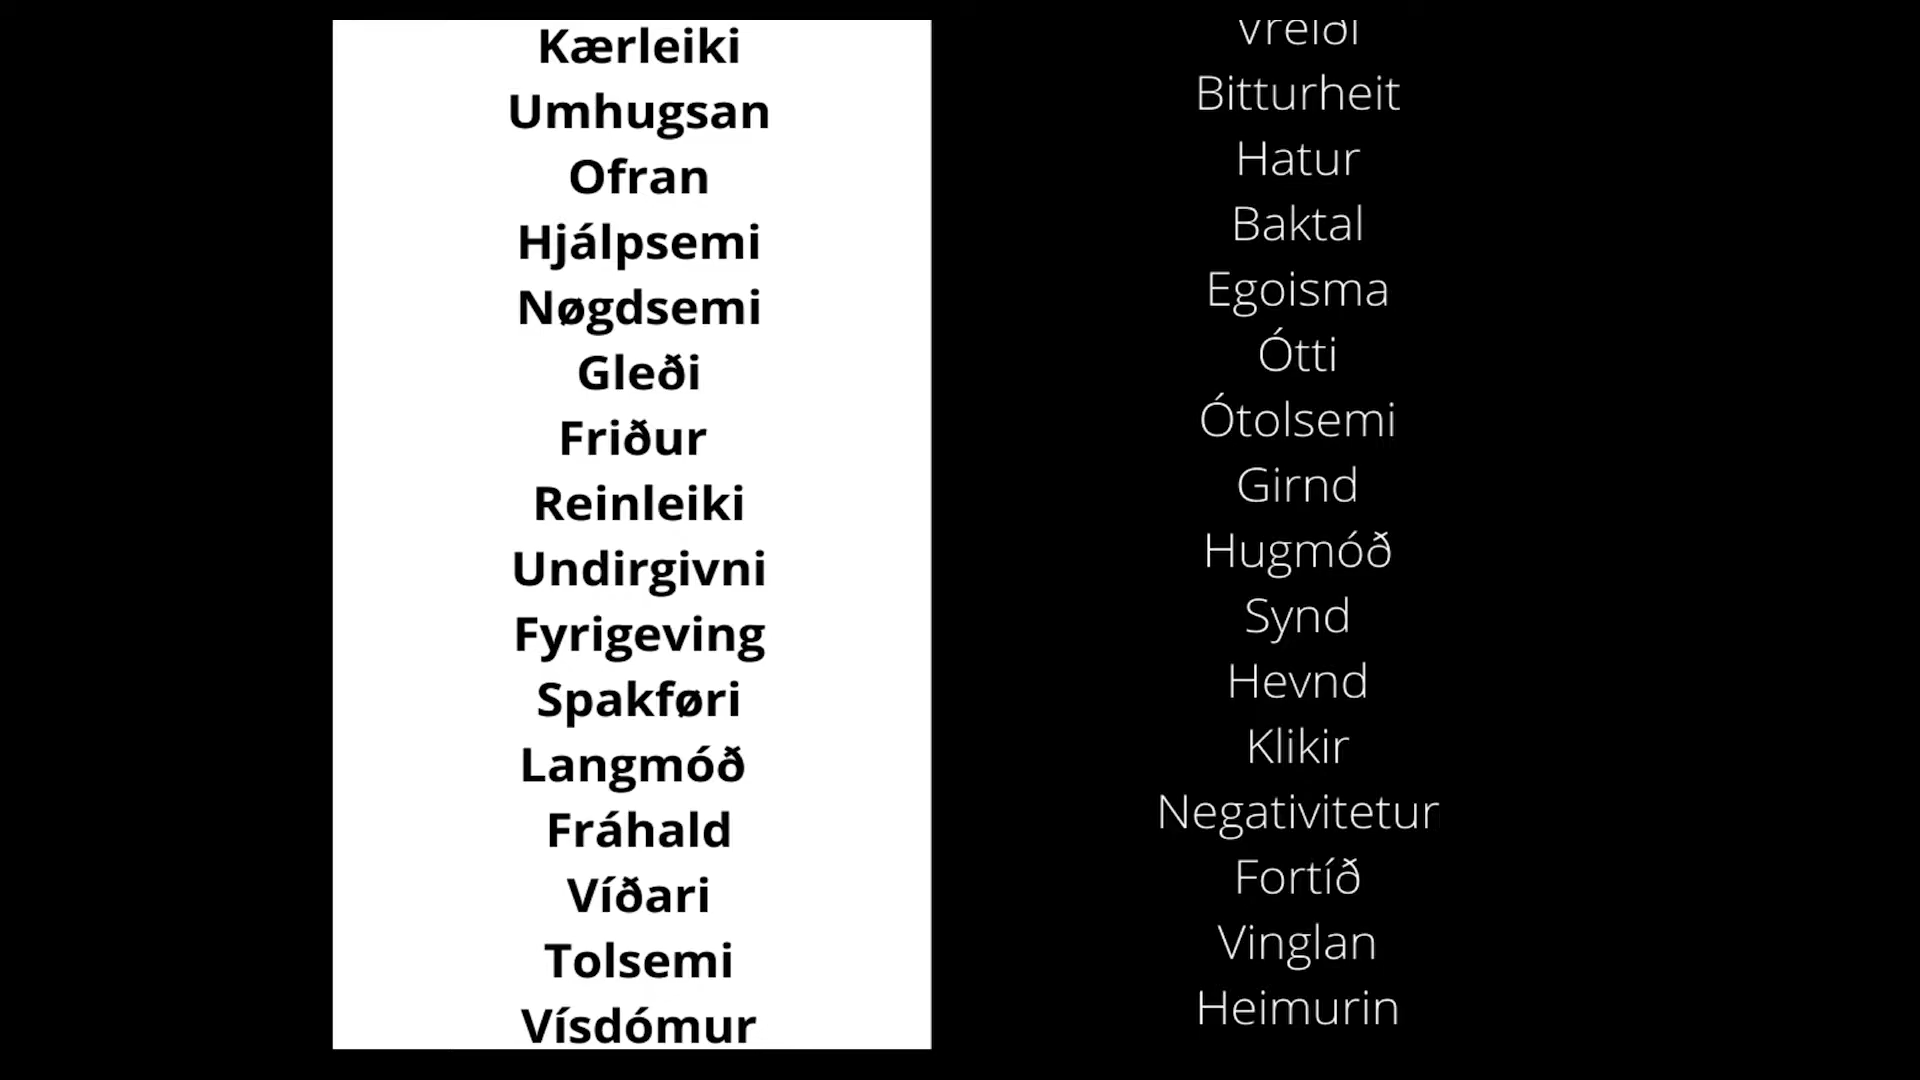 Kærleiki
Umhugsan
Ofran
Hjálpsemi
Nøgdsemi
Gleði
Friður
Reinleiki
Undirgivni
Fyrigeving
Spakføri
Langmóð
Fráhald
Víðari
Tolsemi
Vísdómur
Vreiði
Bitturheit
Hatur
Baktal
Egoisma
Ótti
Ótolsemi
Girnd
Hugmóð
Synd
Hevnd
Klikir
Negativitetur
Fortíð
Vinglan
Heimurin